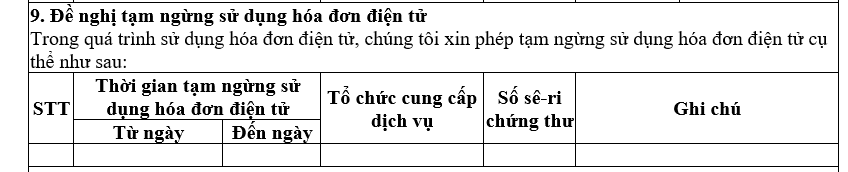 9. Đề nghị tạm ngừng sử dụng hóa đơn điện tử
Trong quá trình sử dụng hóa đơn điện tử, chúng tôi xin phép tạm ngừng sử dụng hóa đơn điện tử cụ
thể như sau:
STT
Thời gian tạm ngừng sử
dụng hóa đơn điện tử
Từ ngày
Đến ngày
Tổ chức cung cấp
dịch vụ
Số sê-ri
chứng thư
Ghi chú